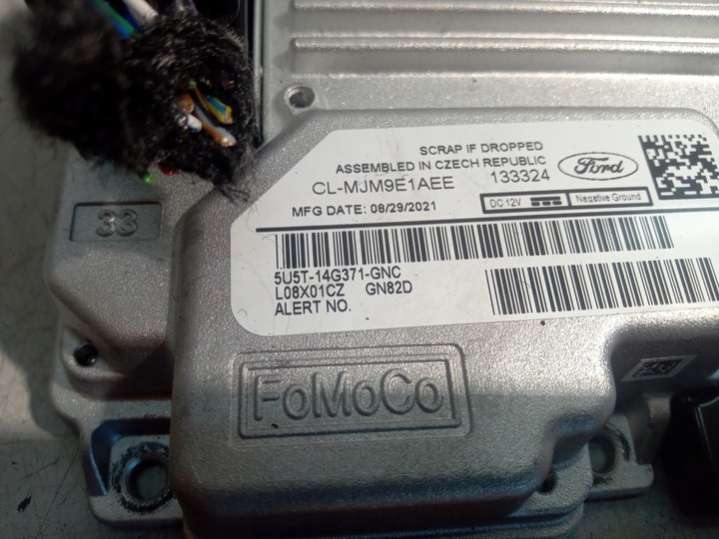 SCRAP IF DROPPED
ASSEMBLED IN CZECH REPUBLIC
CL-MJM9E1AEE 133324
Ford
MFG DATE: 08/29/2021
DC 12V Negative Ground
5U5T-14G371-GNC
L08X01CZ GN82D
ALERT NO.
33
FoMoCo